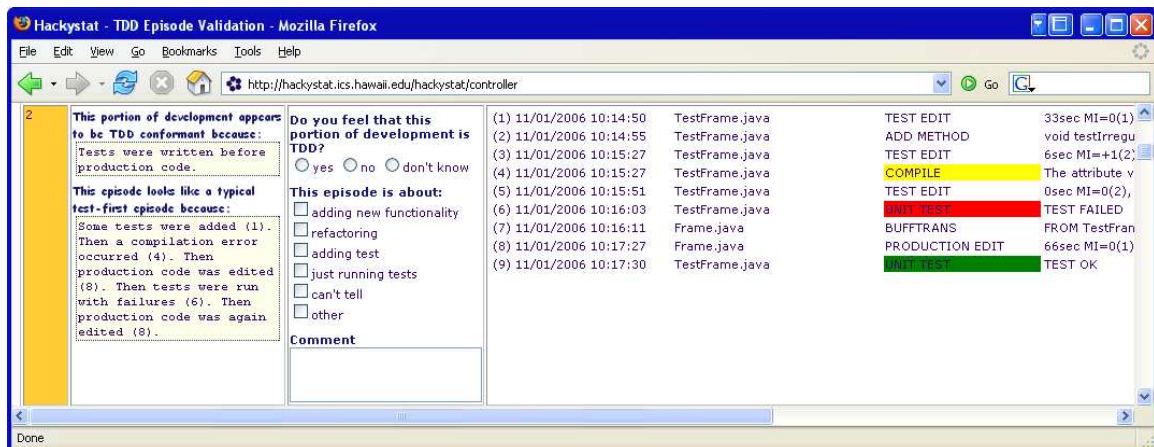 Hackystat - TDD Episode Validation - Mozilla Firefox
File Edit View Go Bookmarks Tools Help
http://hackystat.ics.hawaii.edu/hackystat/controller
Go
G
2
This portion of development appears
to be TDD conformant because:
Tests were written before
production code.
This episode looks like a typical
test-first episode because:
Some tests were added (1).
Then a compilation error
occurred (4). Then
production code was edited
(8). Then tests were run
with failures (6). Then
production code was again
edited (8).
Do you feel that this
portion of development is
TDD?
yes no don't know
This episode is about:
adding new functionality
refactoring
adding test
just running tests
can't tell
other
Comment
(1) 11/01/2006 10:14:50 TestFrame.java TEST EDIT 33sec MI=0(1)
(2) 11/01/2006 10:14:55 TestFrame.java ADD METHOD void testIrregu
(3) 11/01/2006 10:15:27 TestFrame.java TEST EDIT 6sec MI=+1(2)
(4) 11/01/2006 10:15:27 TestFrame.java COMPILE The attribute v
(5) 11/01/2006 10:15:51 TestFrame.java TEST EDIT 0sec MI=0(2),
(6) 11/01/2006 10:16:03 TestFrame.java UNIT TEST TEST FAILED
(7) 11/01/2006 10:16:11 Frame.java BUFFTRANS FROM TestFran
(8) 11/01/2006 10:17:27 Frame.java PRODUCTION EDIT 66sec MI=0(1)
(9) 11/01/2006 10:17:30 TestFrame.java UNIT TEST TEST OK
Done